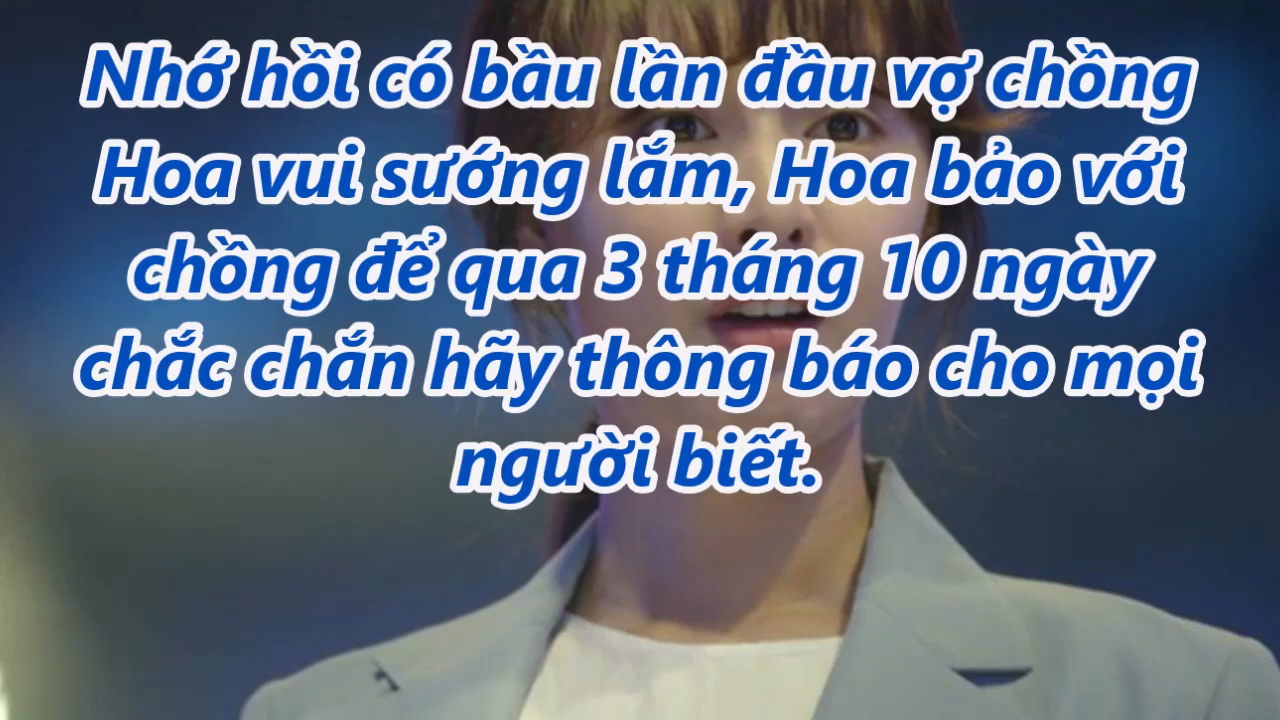 Nhớ hồi có bầu lần đầu vợ chồng
Hoa vui sướng lắm, Hoa bảo với
chồng để qua 3 tháng 10 ngày
chắc chắn hãy thông báo cho mọi
người biết.